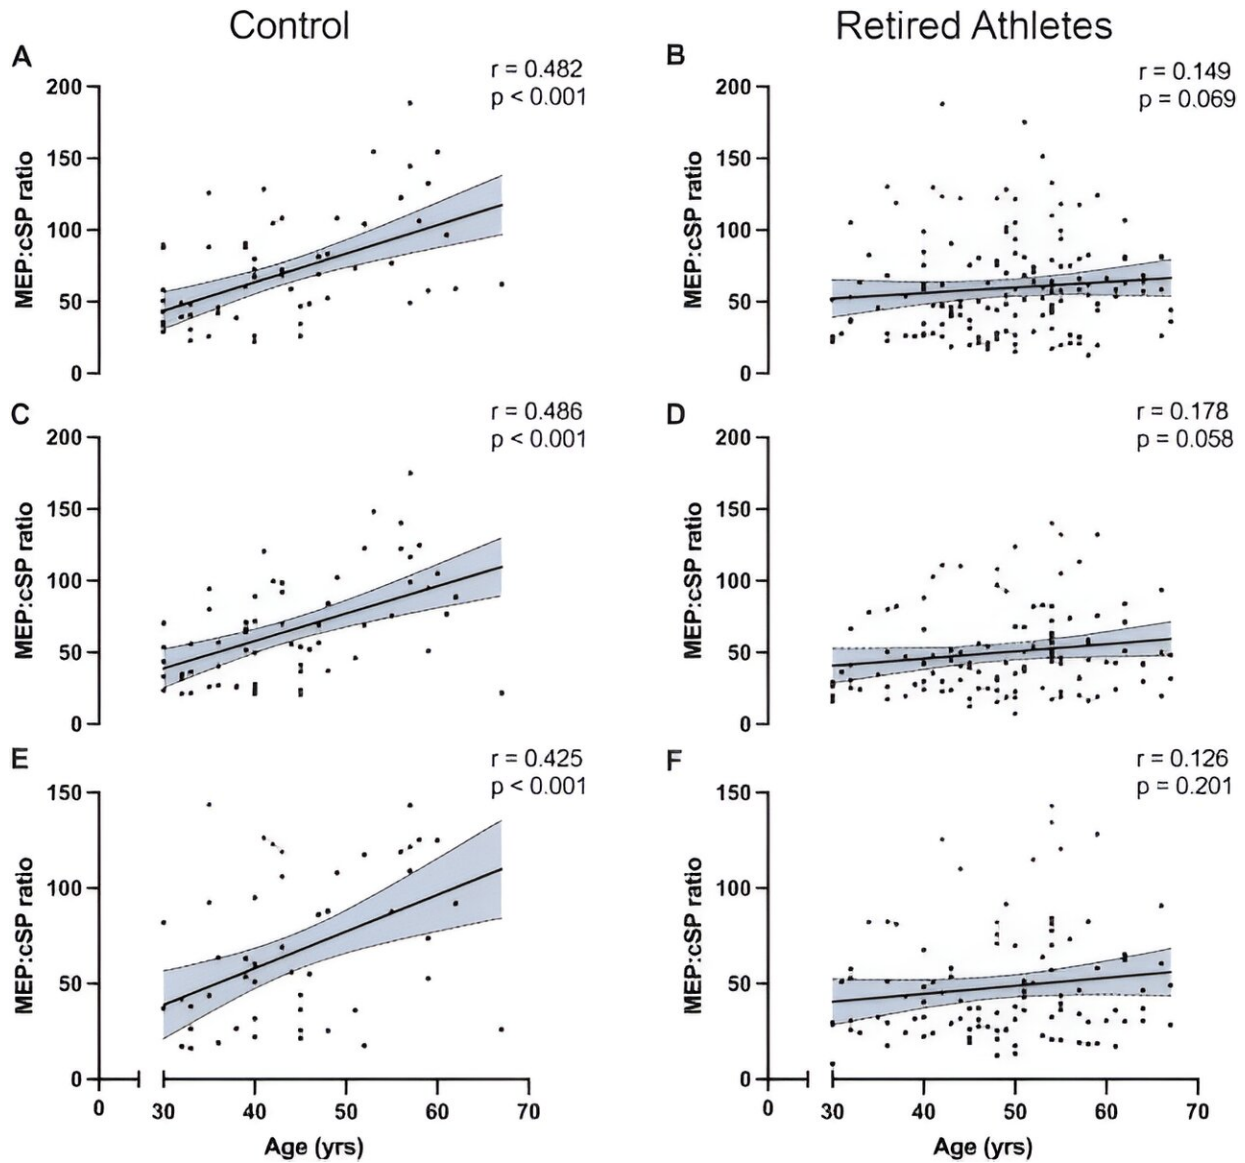 Control
Retired Athletes
A
r = 0.482
p < 0.001
MEP:cSP ratio
200
150
100
50
0
B
r = 0.149
p = 0.069
MEP:cSP ratio
200
150
100
50
0
C
r = 0.486
p < 0.001
MEP:cSP ratio
200
150
100
50
0
D
r = 0.178
p = 0.058
MEP:cSP ratio
200
150
100
50
0
E
r = 0.425
p < 0.001
MEP:cSP ratio
150
100
50
0
0 30 40 50 60 70
Age (yrs)
F
r = 0.126
p = 0.201
MEP:cSP ratio
150
100
50
0
0 30 40 50 60 70
Age (yrs)